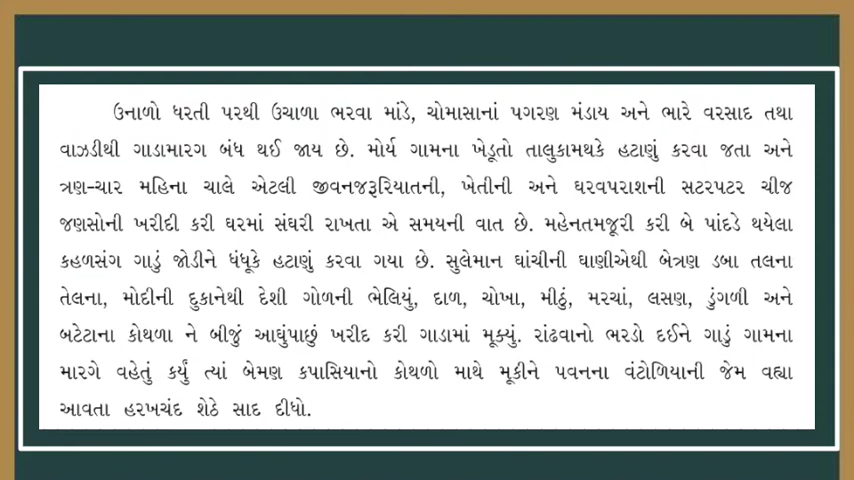 ઉનાળો ધરતી પરથી ઉચાળા ભરવા માંડે, ચોમાસાનાં પગરણ મંડાય અને ભારે વરસાદ તથા
વાઝડીથી ગાડામારગ બંધ થઈ જાય છે. મોર્ય ગામના ખેડૂતો તાલુકામથકે હટાણું કરવા જતા અને
ત્રણ-ચાર મહિના ચાલે એટલી જીવનજરૂરિયાતની, ખેતીની અને ઘરવપરાશની સટરપટર ચીજ
જણસોની ખરીદી કરી ઘરમાં સંઘરી રાખતા એ સમયની વાત છે. મહેનતમજૂરી કરી બે પાંદડે થયેલા
કહળસંગ ગાડું જોડીને ધંધૂકે હટાણું કરવા ગયા છે. સુલેમાન ઘાંચીની ઘાણીએથી બેત્રણ ડબા તલના
તેલના, મોદીની દુકાનેથી દેશી ગોળની ભેલિયું, દાળ, ચોખા, મીઠું, મરચાં, લસણ, ડુંગળી અને
બટેટાના કોથળા ને બીજું આઘુંપાછું ખરીદ કરી ગાડામાં મૂક્યું. રાંઢવાનો ભરડો દઈને ગાડું ગામના
મારગે વહેતું કર્યું ત્યાં બેમણ કપાસિયાનો કોથળો માથે મૂકીને પવનના વંટોળિયાની જેમ વહ્યા
આવતા હરખચંદ શેઠે સાદ દીધો.